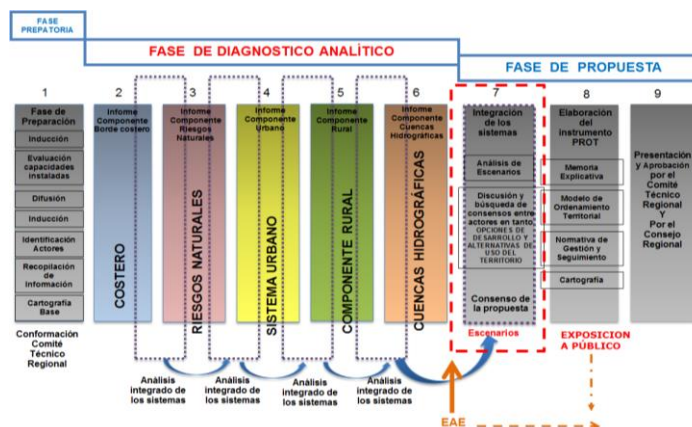 FASE
PREPATORIA
FASE DE DIAGNOSTICO ANALÍTICO
FASE DE PROPUESTA
1
2
3
4
5
6
7
8
9
Fase de
Preparación
Inducción
Evaluación
capacidades
instaladas
Difusión
Inducción
Identificación
Actores
Recopilación
de
información
Cartografía
Base
Conformación
Comité
Técnico
Regional
Informe
Componente
Borde costero
COSTERO
Informe
Componente
Riesgos
Naturales
RIESGOS NATURALES
Informe
Componente
Urbano
SISTEMA URBANO
Informe
Componente
Rural
COMPONENTE RURAL
Informe
Componente
Cuencas
Hidrográficas
CUENCAS HIDROGRÁFICAS
Integración
de los
sistemas
Análisis de
Escenarios
Discusión y
búsqueda de
consensos entre
actores en tanto
OPCIONES DE
DESARROLLO Y
ALTERNATIVAS DE
USO DEL
TERRITORIO
Consenso de
la propuesta
Escenarios
Elaboración
del
instrumento
PROT
Memoria
Explicativa
Modelo de
Ordenamiento
Territorial
Normativa de
Gestión y
Seguimiento
Cartografía
EXPOSICION
A PÚBLICO
Presentación
y Aprobación
por el
Comité
Técnico
Regional
Y
Por el
Consejo
Regional
Análisis
integrado de
los sistemas
Análisis
integrado de
los sistemas
Análisis
integrado de
los sistemas
Análisis
integrado de
los sistemas
EAE